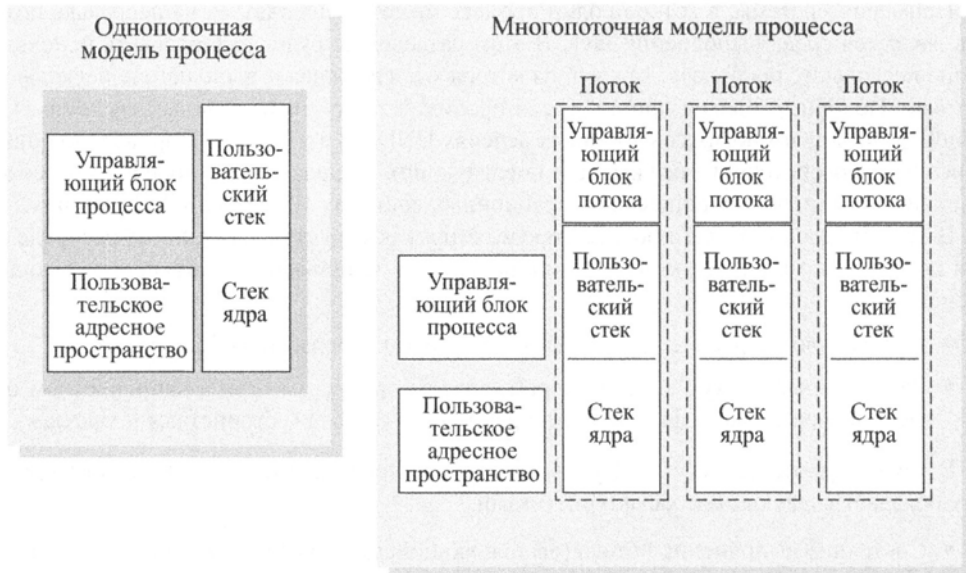 Однопоточная
модель процесса
Управля-
ющий блок
процесса
Пользо-
вательс-
кий
стек
Пользова-
тельское
адресное
пространство
Стек
ядра
Многопоточная модель процесса
Поток
Управля-
ющий
блок
потока
Пользо-
ватель-
ский
стек
Стек
ядра
Поток
Управля-
ющий
блок
потока
Пользо-
ватель-
ский
стек
Стек
ядра
Поток
Управля-
ющий
блок
потока
Пользо-
ватель-
ский
стек
Стек
ядра
Управля-
ющий блок
процесса
Пользова-
тельское
адресное
пространство